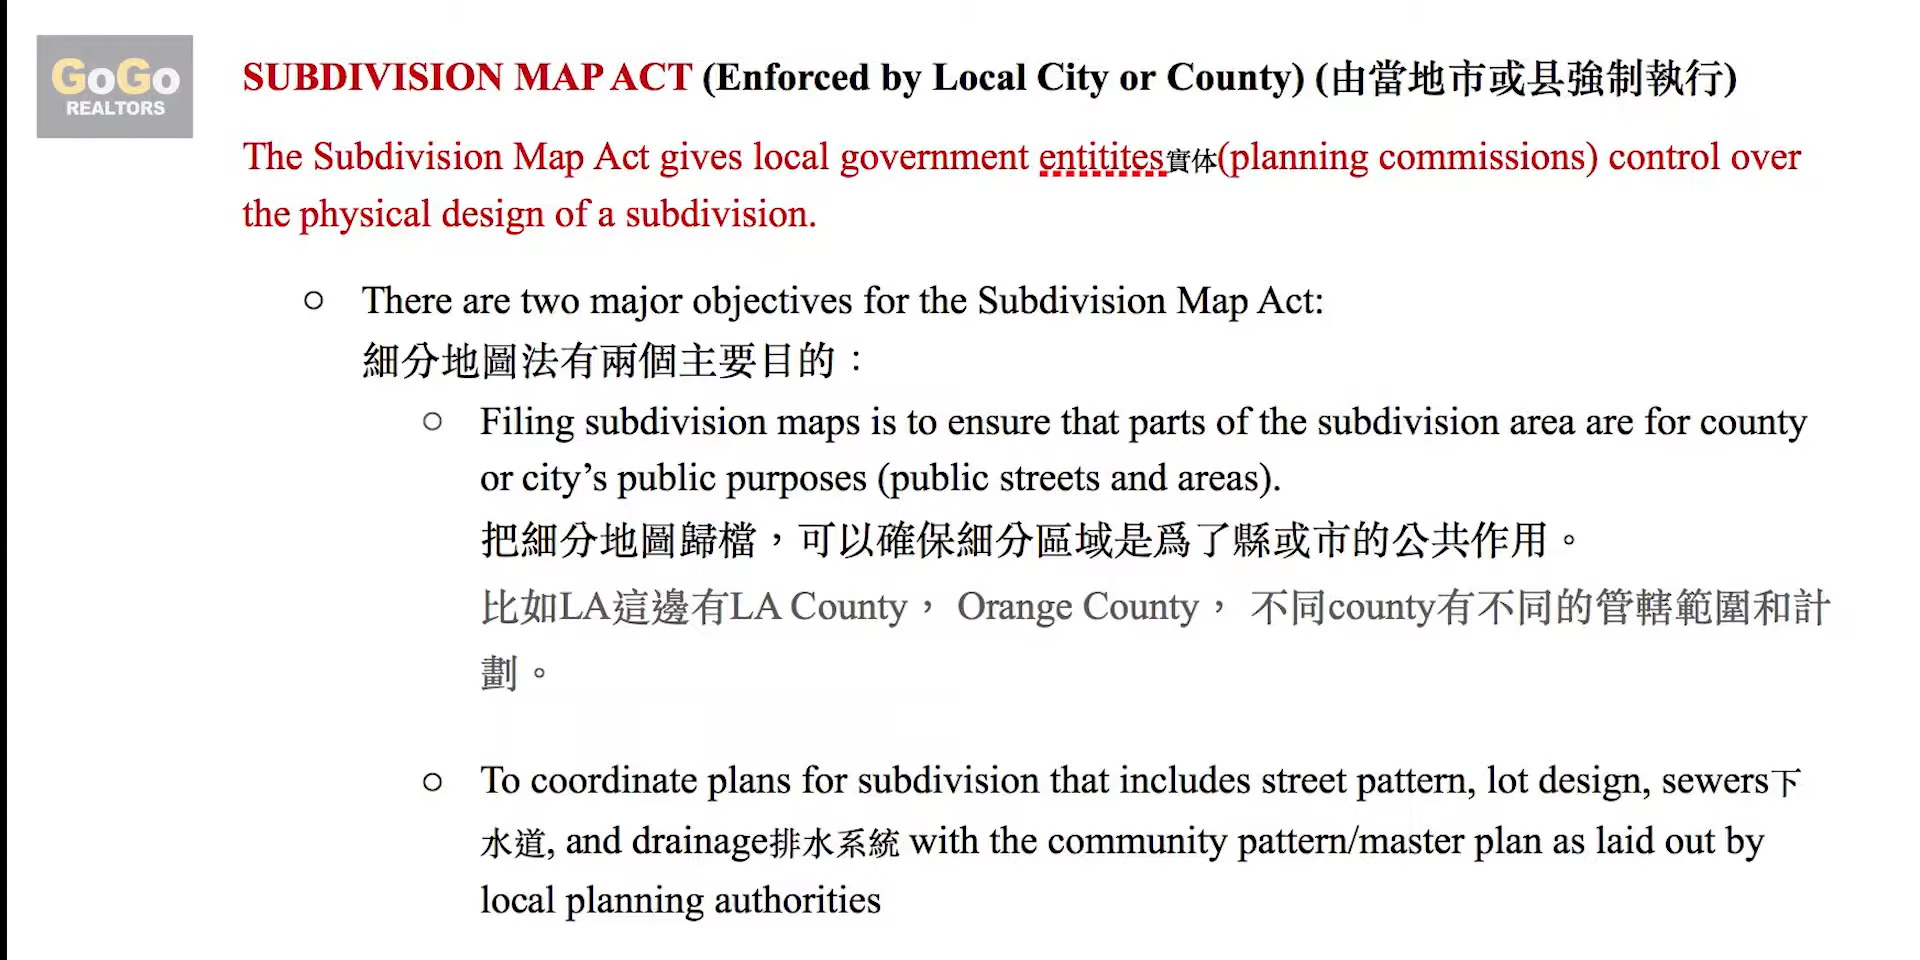 GoGo
REALTORS
SUBDIVISION MAP ACT (Enforced by Local City or County) (由當地市或县強制執行)
The Subdivision Map Act gives local government entitites實体(planning commissions) control over
the physical design of a subdivision.
○ There are two major objectives for the Subdivision Map Act:
細分地圖法有兩個主要目的：
○ Filing subdivision maps is to ensure that parts of the subdivision area are for county
or city’s public purposes (public streets and areas).
把細分地圖歸檔，可以確保細分區域是爲了縣或市的公共作用。
比如LA這邊有LA County， Orange County， 不同county有不同的管轄範圍和計
劃。
○ To coordinate plans for subdivision that includes street pattern, lot design, sewers下
水道, and drainage排水系統 with the community pattern/master plan as laid out by
local planning authorities